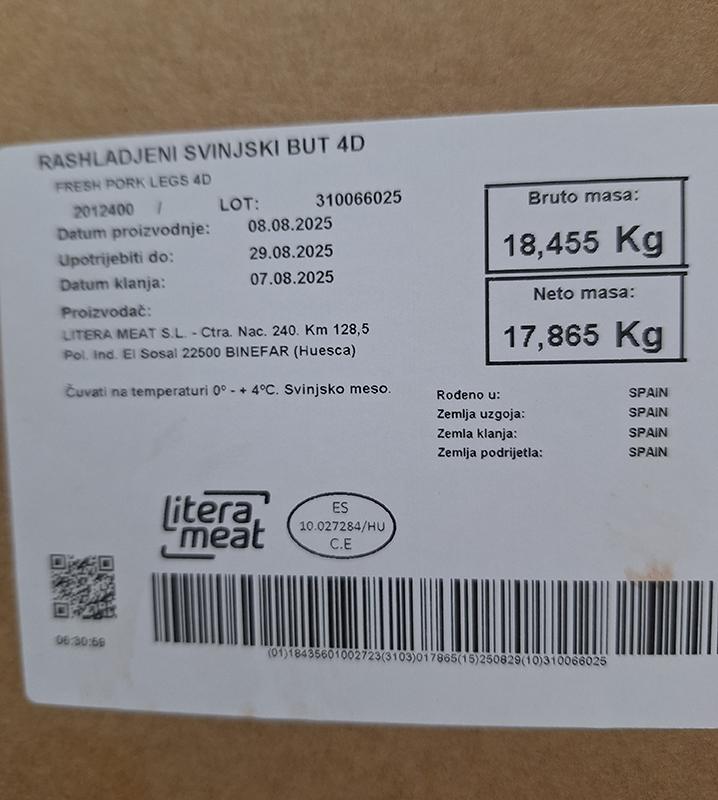 RASHLADJENI SVINJSKI BUT 4D
FRESH PORK LEGS 4D
2012400 / LOT: 310066025
Datum proizvodnje: 08.08.2025
Upotrijebiti do: 29.08.2025
Datum klanja: 07.08.2025
Proizvodač:
LITERA MEAT S.L. - Ctra. Nac. 240. Km 128,5
Pol. Ind. El Sosal 22500 BINEFAR (Huesca)
Čuvati na temperaturi 0º - + 4ºC. Svinjsko meso.
Bruto masa:
18,455 Kg
Neto masa:
17,865 Kg
Rođeno u: SPAIN
Zemlja uzgoja: SPAIN
Zemla klanja: SPAIN
Zemlja podrijetla: SPAIN
litera
meat
ES
10.027284/HU
C.E
06:30:59
(01)18435601002723(3103)017865(15)250829(10)310066025